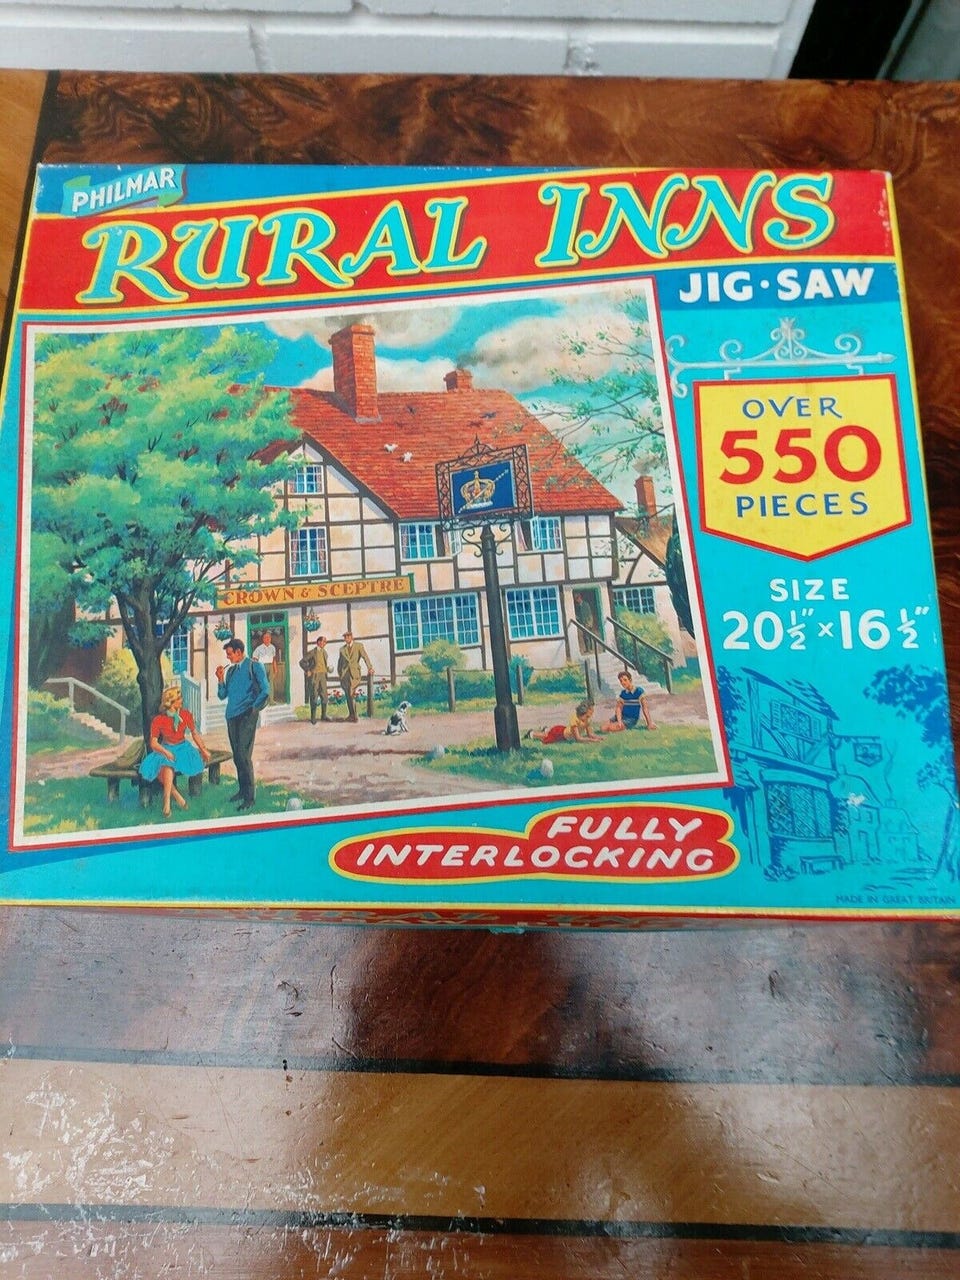 PHILMAR
RURAL INNS
JIG·SAW
OVER
550
PIECES
SIZE
20½" × 16½"
CROWN & SCEPTRE
FULLY
INTERLOCKING
MADE IN GREAT BRITAIN